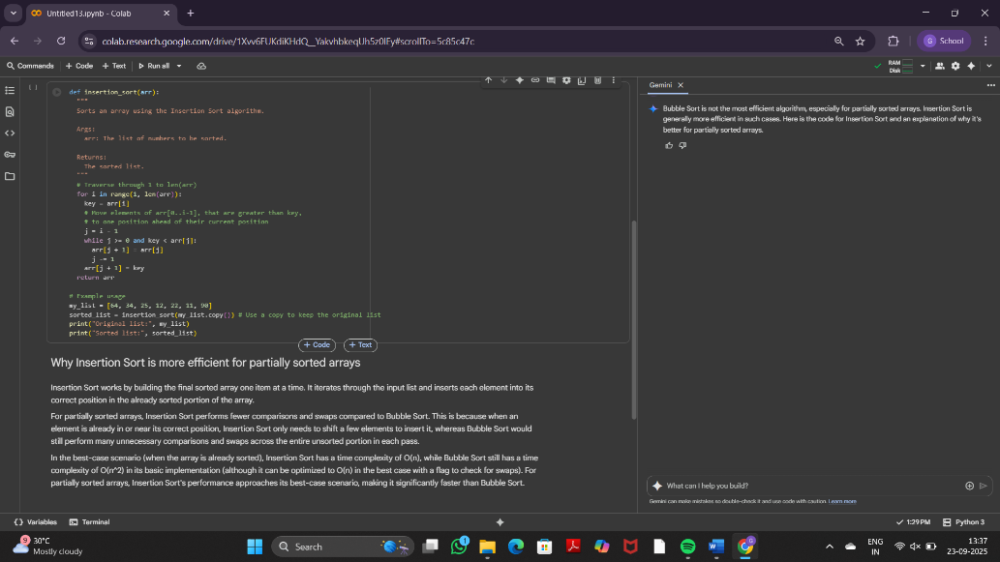 Untitled13.ipynb - Colab
colab.research.google.com/drive/1Xvv6FUKdiKHdQ__YakvhbkeqUh5z0lEy#scrollTo=5c85c47c
School
Commands
+ Code
+ Text
Run all
RAM
Disk
[ ]
def insertion_sort(arr):
"""
Sorts an array using the Insertion Sort algorithm.
Args:
arr: The list of numbers to be sorted.
Returns:
The sorted list.
"""
# Traverse through 1 to len(arr)
for i in range(1, len(arr)):
key = arr[i]
# Move elements of arr[0..i-1], that are greater than key,
# to one position ahead of their current position
j = i - 1
while j >= 0 and key < arr[j]:
arr[j + 1] = arr[j]
j -= 1
arr[j + 1] = key
return arr
# Example usage
my_list = [64, 34, 25, 12, 22, 11, 90]
sorted_list = insertion_sort(my_list.copy()) # Use a copy to keep the original list
print("Original list:", my_list)
print("Sorted list:", sorted_list)
+ Code
+ Text
Why Insertion Sort is more efficient for partially sorted arrays
Insertion Sort works by building the final sorted array one item at a time. It iterates through the input list and inserts each element into its
correct position in the already sorted portion of the array.
For partially sorted arrays, Insertion Sort performs fewer comparisons and swaps compared to Bubble Sort. This is because when an
element is already in or near its correct position, Insertion Sort only needs to shift a few elements to insert it, whereas Bubble Sort would
still perform many unnecessary comparisons and swaps across the entire unsorted portion in each pass.
In the best-case scenario (when the array is already sorted), Insertion Sort has a time complexity of O(n), while Bubble Sort still has a time
complexity of O(n^2) in its basic implementation (although it can be optimized to O(n) in the best case with a flag to check for swaps). For
partially sorted arrays, Insertion Sort's performance approaches its best-case scenario, making it significantly faster than Bubble Sort.
Gemini
Bubble Sort is not the most efficient algorithm, especially for partially sorted arrays. Insertion Sort is
generally more efficient in such cases. Here is the code for Insertion Sort and an explanation of why it's
better for partially sorted arrays.
What can I help you build?
Gemini can make mistakes so double-check it and use code with caution. Learn more
Variables
Terminal
1:29 PM
Python 3
9
30°C
Mostly cloudy
Search
1
ENG
IN
13:37
23-09-2025